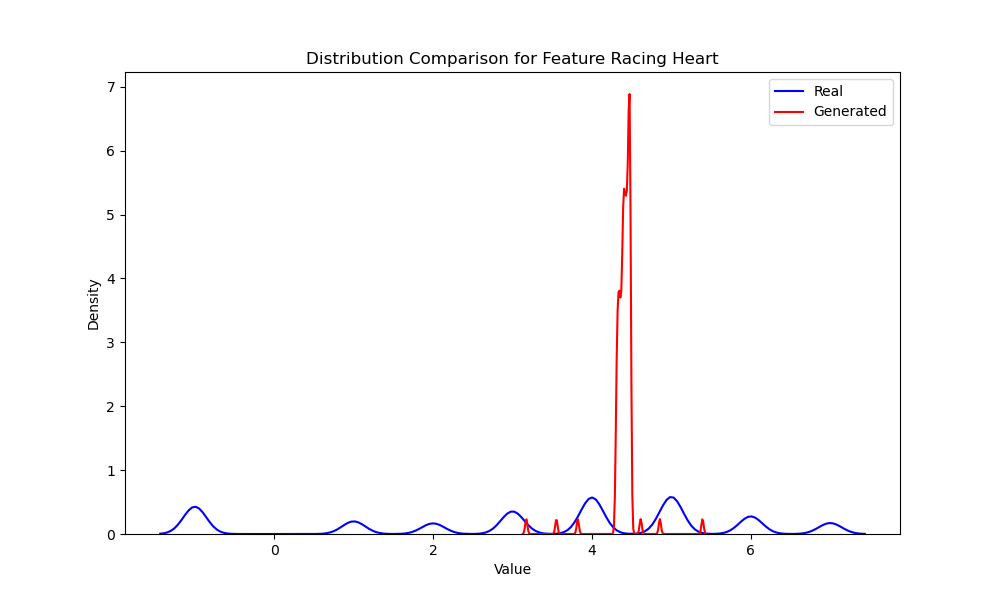 Distribution Comparison for Feature Racing Heart
Real
Generated
Density
7
6
5
4
3
2
1
0
0 2 4 6
Value